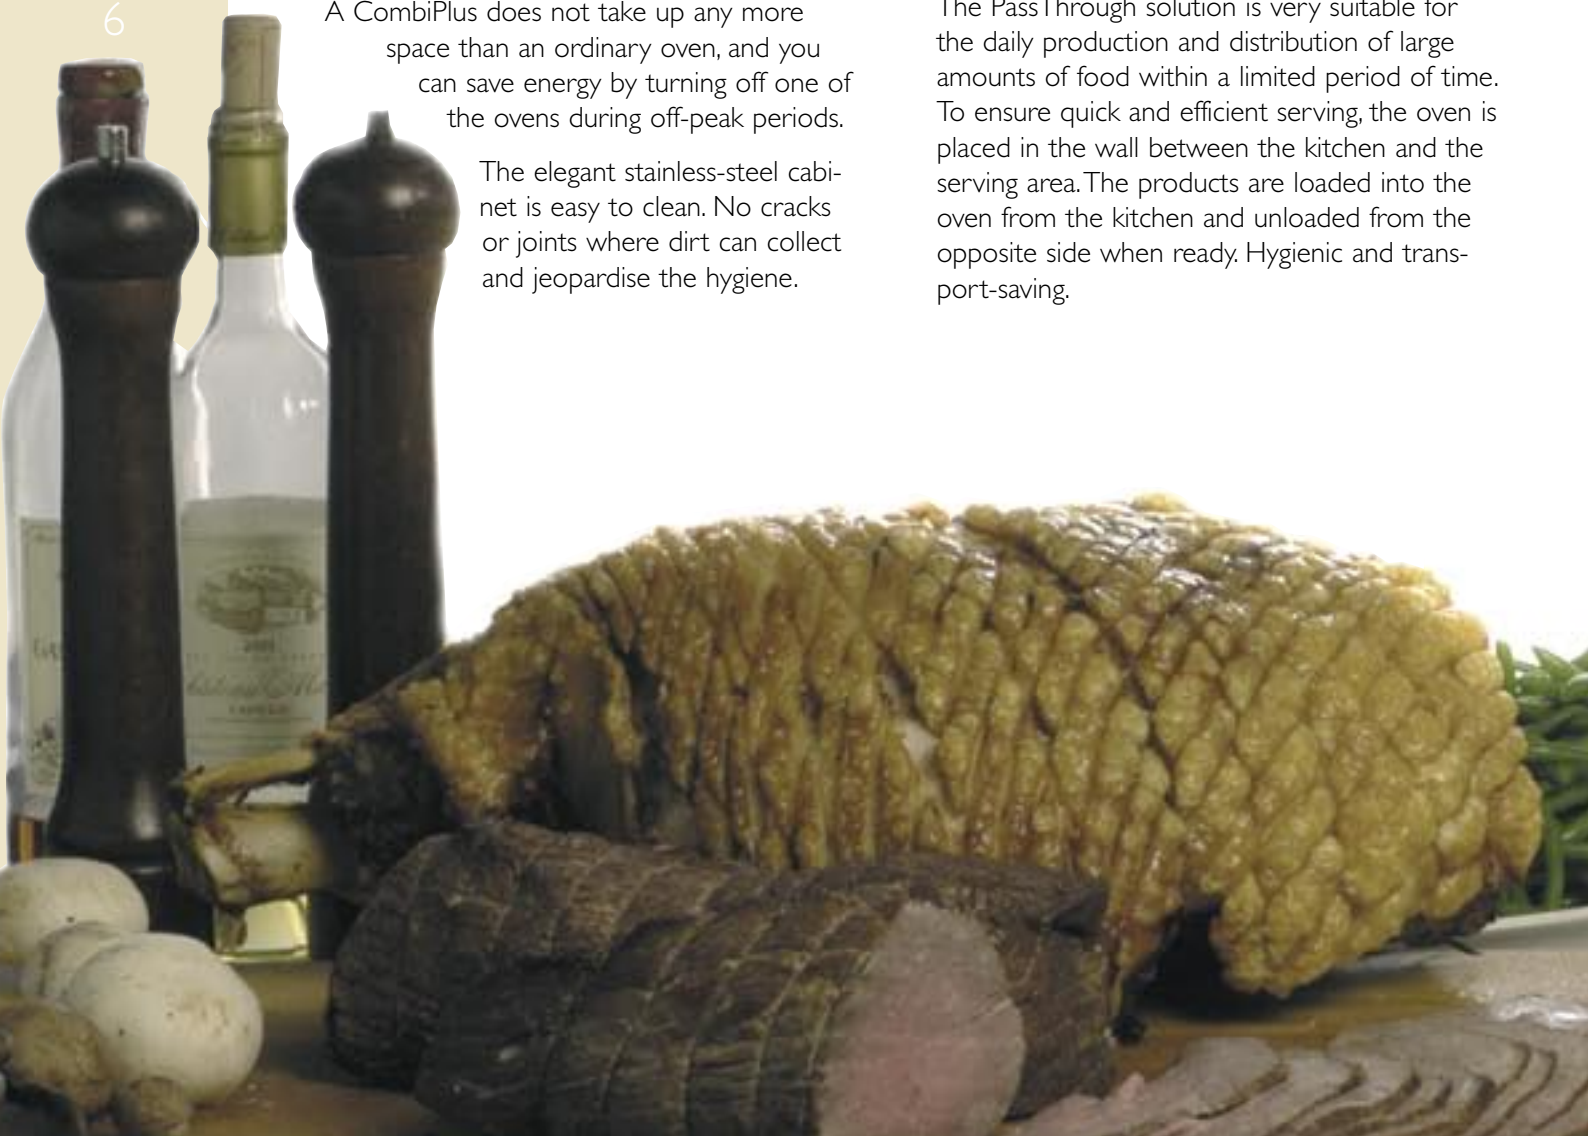 6
A CombiPlus does not take up any more
space than an ordinary oven, and you
can save energy by turning off one of
the ovens during off-peak periods.
The elegant stainless-steel cabi-
net is easy to clean. No cracks
or joints where dirt can collect
and jeopardise the hygiene.
The PassThrough solution is very suitable for
the daily production and distribution of large
amounts of food within a limited period of time.
To ensure quick and efficient serving, the oven is
placed in the wall between the kitchen and the
serving area. The products are loaded into the
oven from the kitchen and unloaded from the
opposite side when ready. Hygienic and trans-
port-saving.